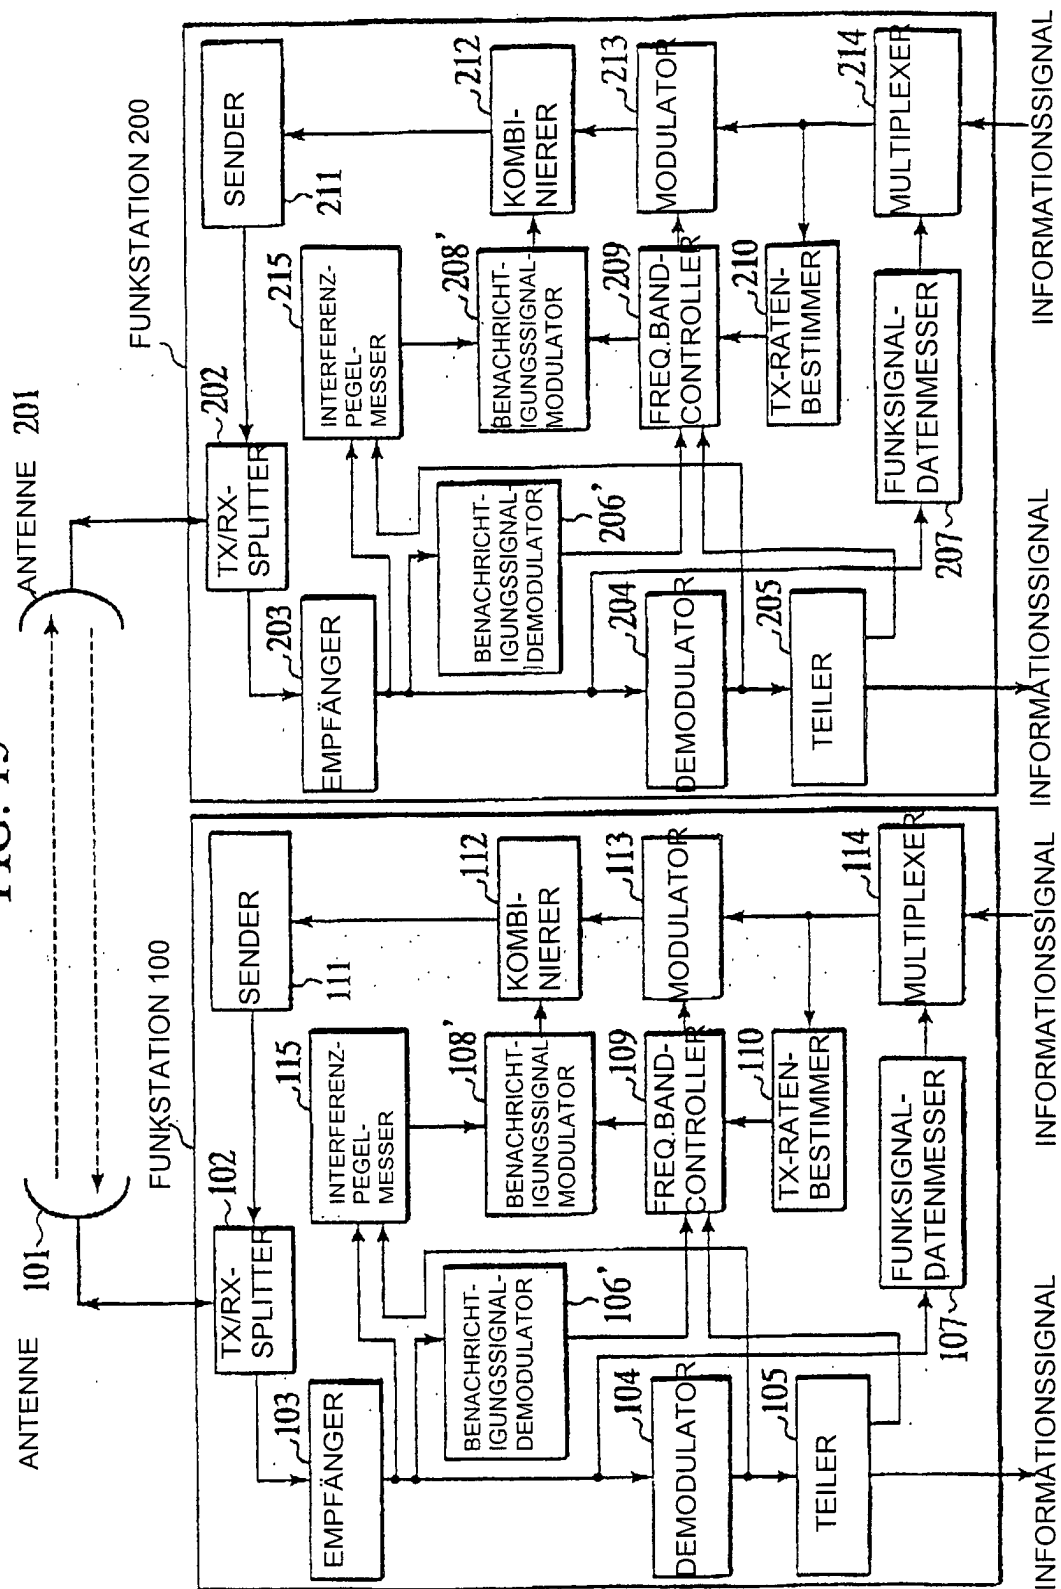 ANTENNE
101
ANTENNE 201
FUNKSTATION 100
TX/RX-
SPLITTER
102
EMPFÄNGER
103
SENDER
111
INTERFERENZ-
PEGEL-
MESSER
115
BENACHRICHT-
IGUNGSSIGNAL-
DEMODULATOR
106'
BENACHRICHT-
IGUNGSSIGNAL
MODULATOR
108'
KOMBI-
NIERER
112
DEMODULATOR
104
FREQ.BAND-
CONTROLLER
109
MODULATOR
113
TEILER
105
TX-RATEN-
BESTIMMER
110
FUNKSIGNAL-
DATENMESSER
107
MULTIPLEXER
114
INFORMATIONSSIGNAL
INFORMATIONSSIGNAL
FUNKSTATION 200
TX/RX-
SPLITTER
202
EMPFÄNGER
203
SENDER
211
INTERFERENZ-
PEGEL-
MESSER
215
BENACHRICHT-
IGUNGSSIGNAL-
DEMODULATOR
206'
BENACHRICHT-
IGUNGSSIGNAL-
MODULATOR
208'
KOMBI-
NIERER
212
DEMODULATOR
204
FREQ.BAND-
CONTROLLER
209
MODULATOR
213
TEILER
205
TX-RATEN-
BESTIMMER
210
FUNKSIGNAL-
DATENMESSER
207
MULTIPLEXER
214
INFORMATIONSSIGNAL
INFORMATIONSSIGNAL